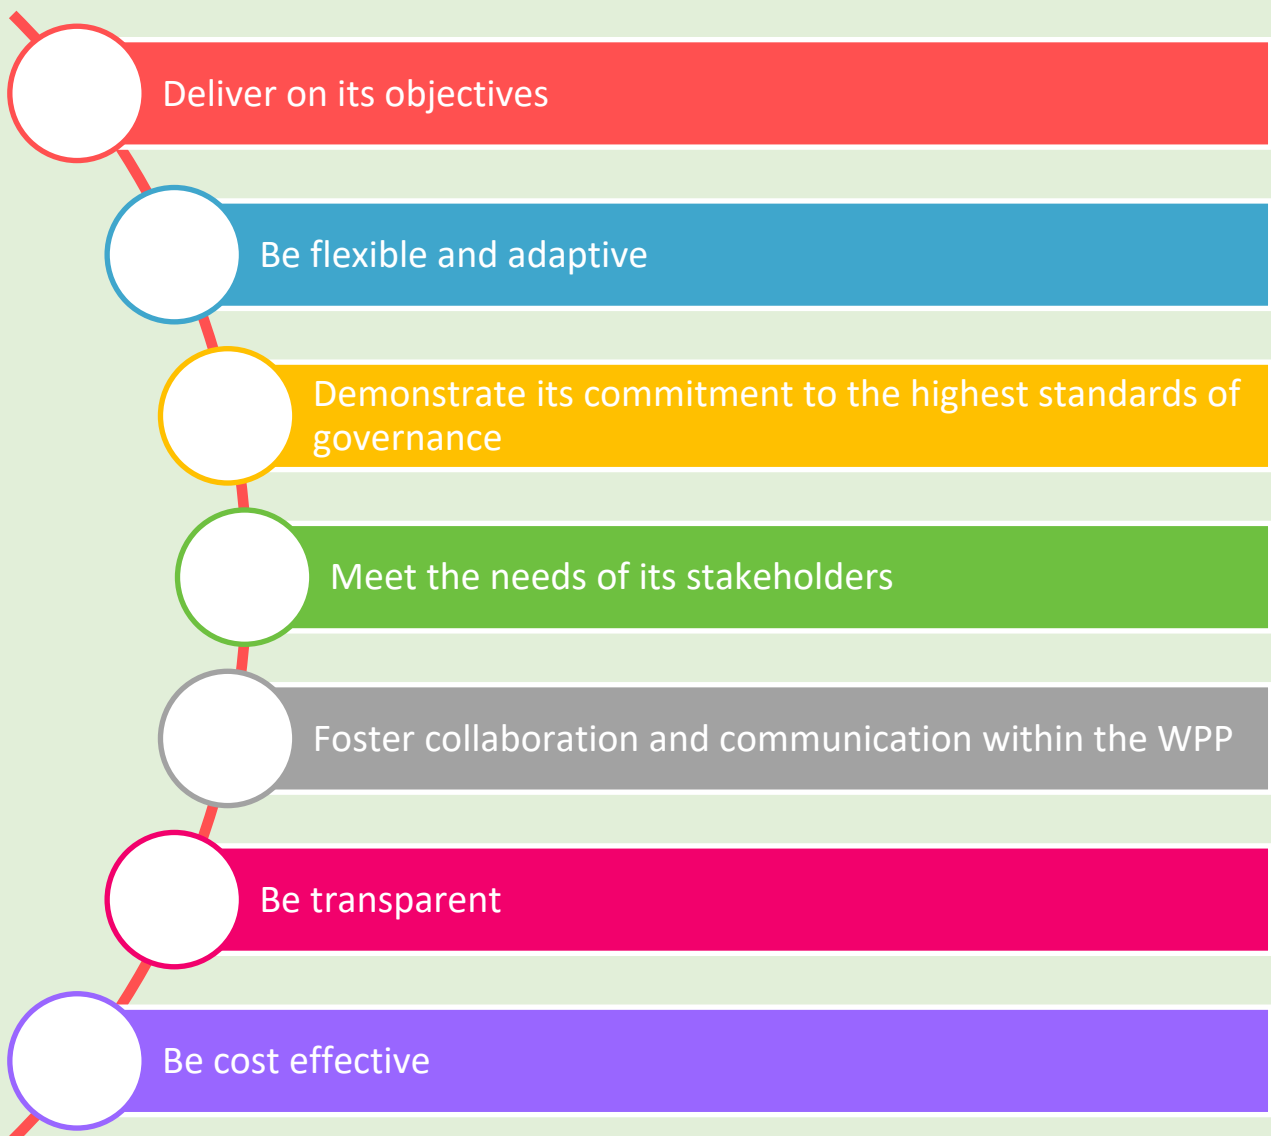 Deliver on its objectives
Be flexible and adaptive
Demonstrate its commitment to the highest standards of
governance
Meet the needs of its stakeholders
Foster collaboration and communication within the WPP
Be transparent
Be cost effective